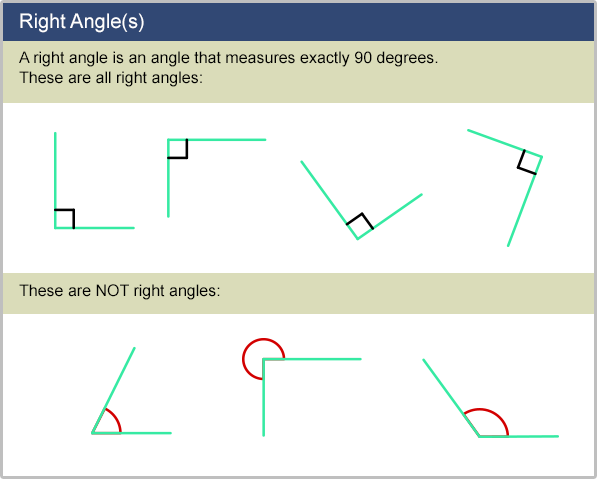 Right Angle(s)
A right angle is an angle that measures exactly 90 degrees.
These are all right angles:
These are NOT right angles: